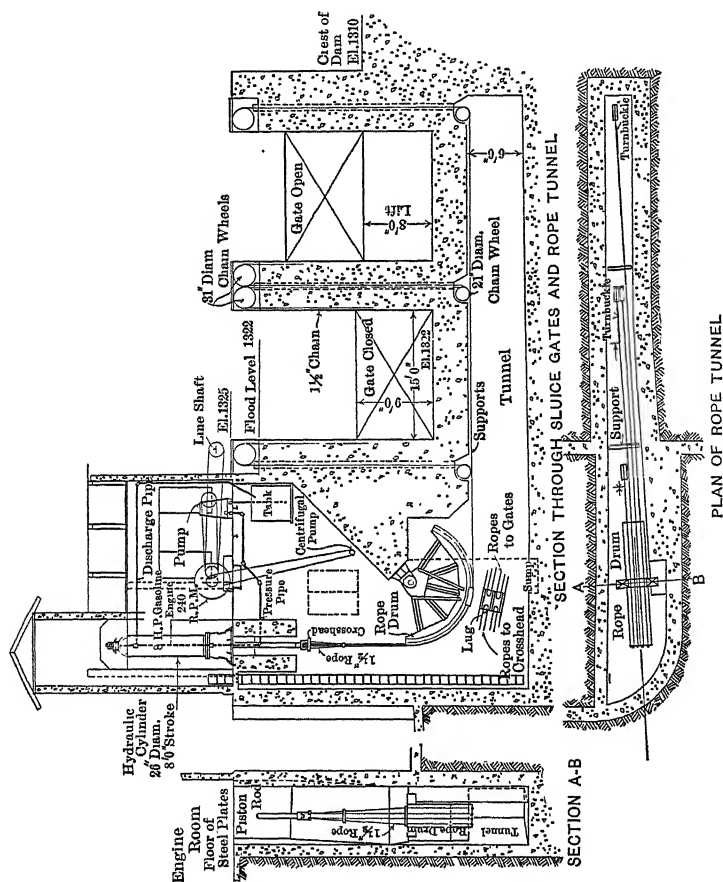 Hydraulic
Cylinder
26" Diam.
8'0" Stroke
H.P. Gasoline
Engine
240
R.P.M.
Discharge Pipe
Pump
Tank
Pressure
Pipe
Centrifugal
Pump
Line Shaft
El.1325
Flood Level 1322
1½" Chain
31" Diam
Chain Wheels
Crest of
Dam
El.1310
Gate Open
8'0"
Lift
Gate Closed
9'0"
15'0"
El.1322
21" Diam.
Chain Wheel
Supports
6'6"
Tunnel
Crosshead
1½" Rope
Rope
Drum
Lug
Ropes
to Gates
Ropes to
Crosshead
Sump
SECTION THROUGH SLUICE GATES AND ROPE TUNNEL
Engine
Room
Floor of
Steel Plates
Piston
Rod
1½" Rope
Rope Drum
Tunnel
SECTION A-B
A
B
Rope
Drum
Support
Turnbuckle
Turnbuckle
PLAN OF ROPE TUNNEL